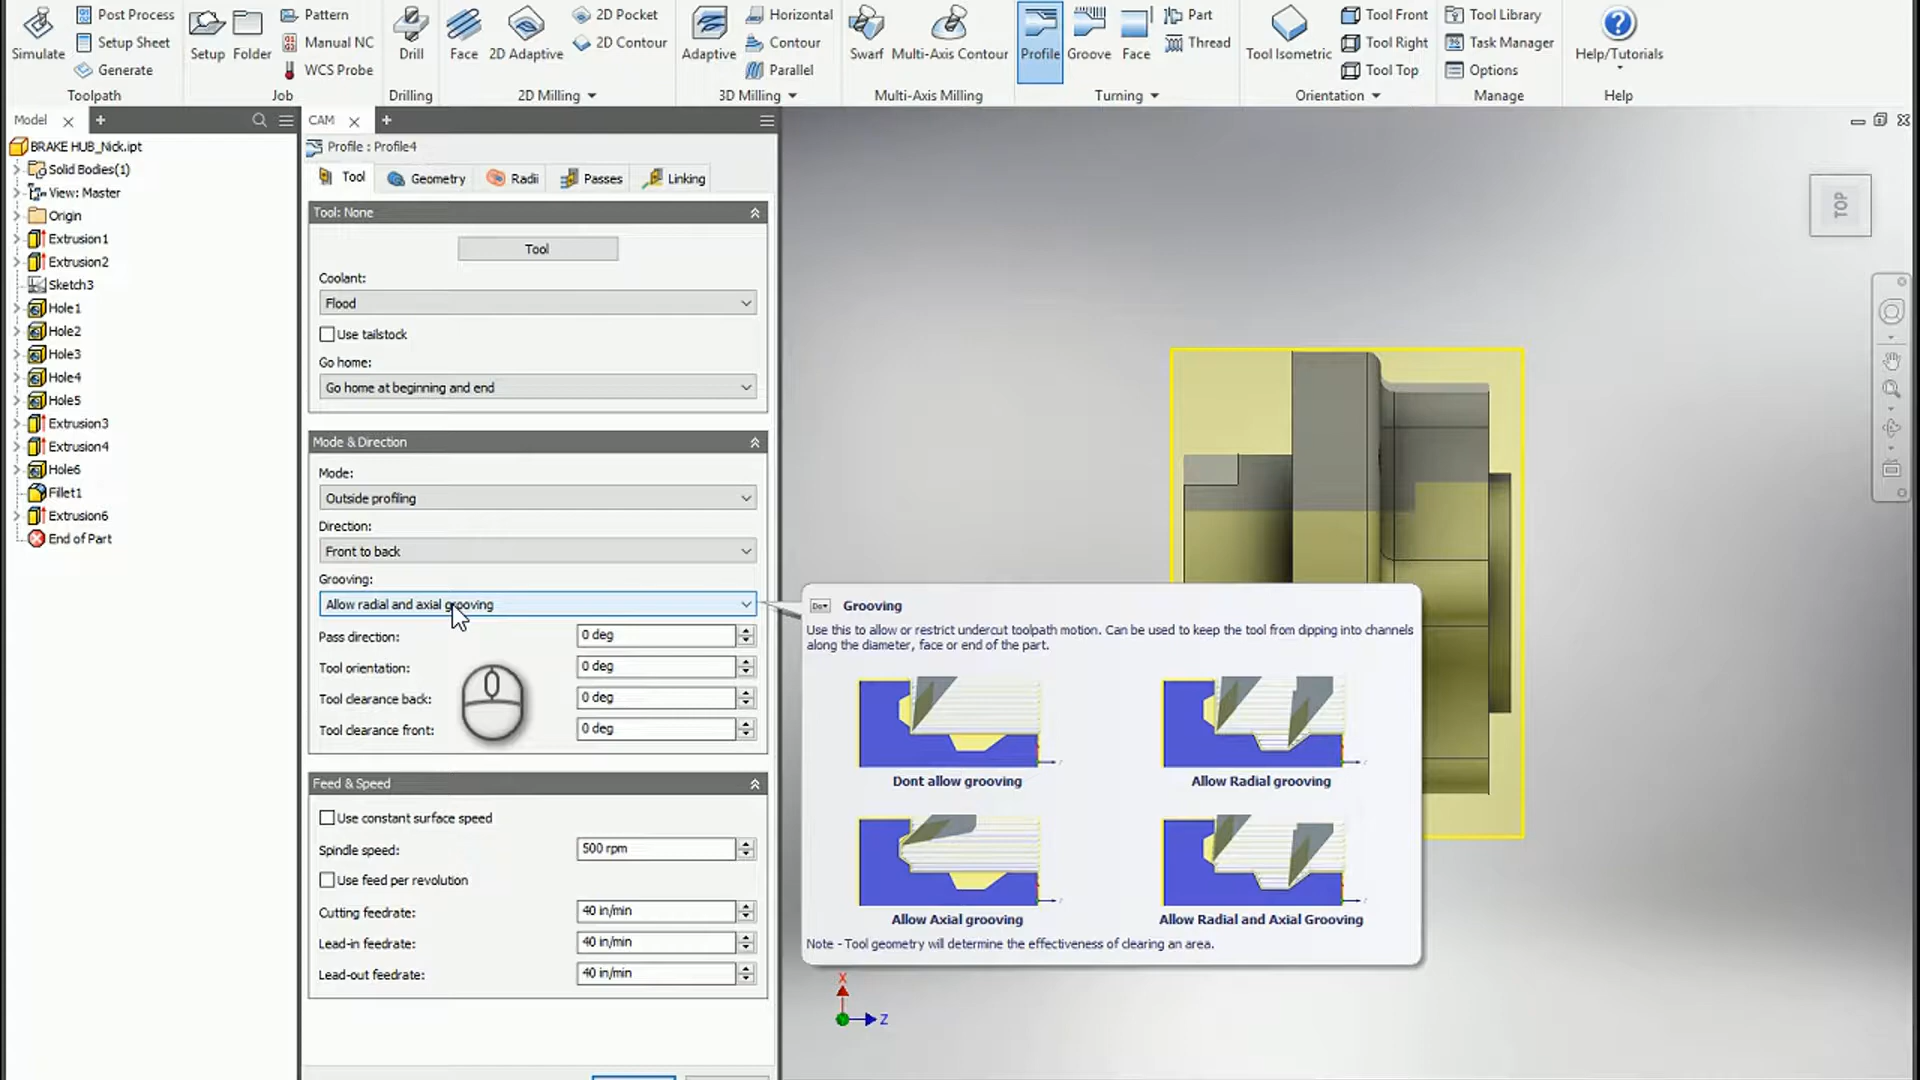 Simulate
Post Process
Setup Sheet
Generate
Toolpath
Setup
Folder
Pattern
Manual NC
WCS Probe
Job
Drill
Drilling
Face
2D Adaptive
2D Pocket
2D Contour
2D Milling
Adaptive
Horizontal
Contour
Parallel
3D Milling
Swarf
Multi-Axis Contour
Multi-Axis Milling
Profile
Groove
Face
Part
Thread
Turning
Tool Isometric
Tool Front
Tool Right
Tool Top
Orientation
Tool Library
Task Manager
Options
Manage
Help/Tutorials
Help
Model
BRAKE HUB_Nick.ipt
Solid Bodies(1)
View: Master
Origin
Extrusion1
Extrusion2
Sketch3
Hole1
Hole2
Hole3
Hole4
Hole5
Extrusion3
Extrusion4
Hole6
Fillet1
Extrusion6
End of Part
CAM
Profile : Profile4
Tool
Geometry
Radii
Passes
Linking
Tool: None
Tool
Coolant:
Flood
Use tailstock
Go home:
Go home at beginning and end
Mode & Direction
Mode:
Outside profiling
Direction:
Front to back
Grooving:
Allow radial and axial grooving
Pass direction: 0 deg
Tool orientation: 0 deg
Tool clearance back: 0 deg
Tool clearance front: 0 deg
Feed & Speed
Use constant surface speed
Spindle speed: 500 rpm
Use feed per revolution
Cutting feedrate: 40 in/min
Lead-in feedrate: 40 in/min
Lead-out feedrate: 40 in/min
TOP
Grooving
Use this to allow or restrict undercut toolpath motion. Can be used to keep the tool from dipping into channels
along the diameter, face or end of the part.
Dont allow grooving
Allow Radial grooving
Allow Axial grooving
Allow Radial and Axial Grooving
Note - Tool geometry will determine the effectiveness of clearing an area.
X
Z